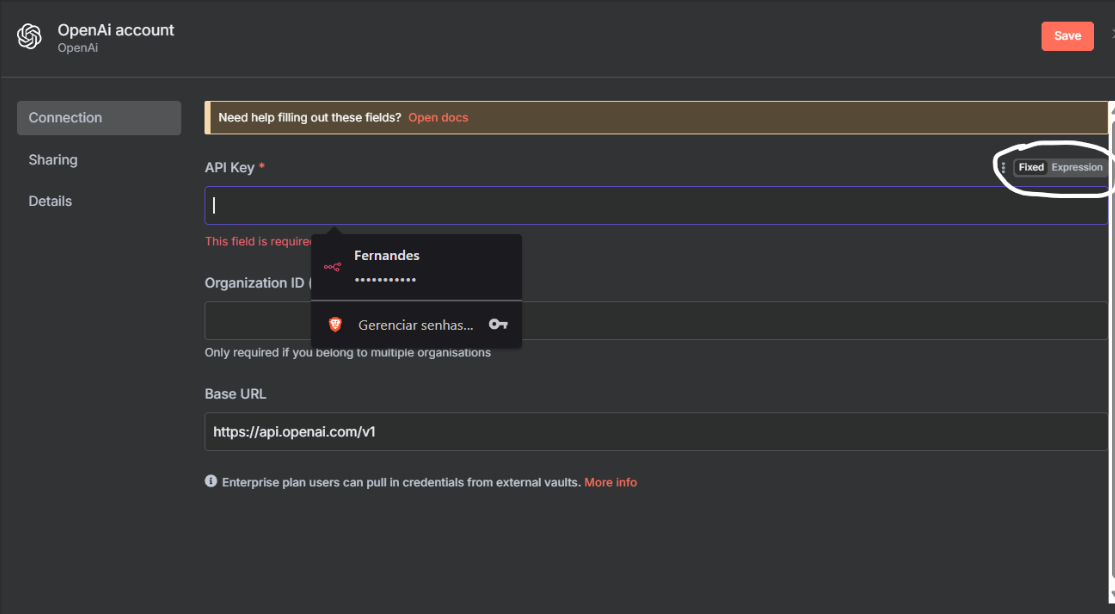 OpenAi account
OpenAi
Save
Connection
Sharing
Details
Need help filling out these fields? Open docs
API Key *
Fixed Expression
This field is
Fernandes
•••••••••••
Gerenciar senhas...
Organization ID (
Only required if you belong to multiple organisations
Base URL
https://api.openai.com/v1
Enterprise plan users can pull in credentials from external vaults. More info